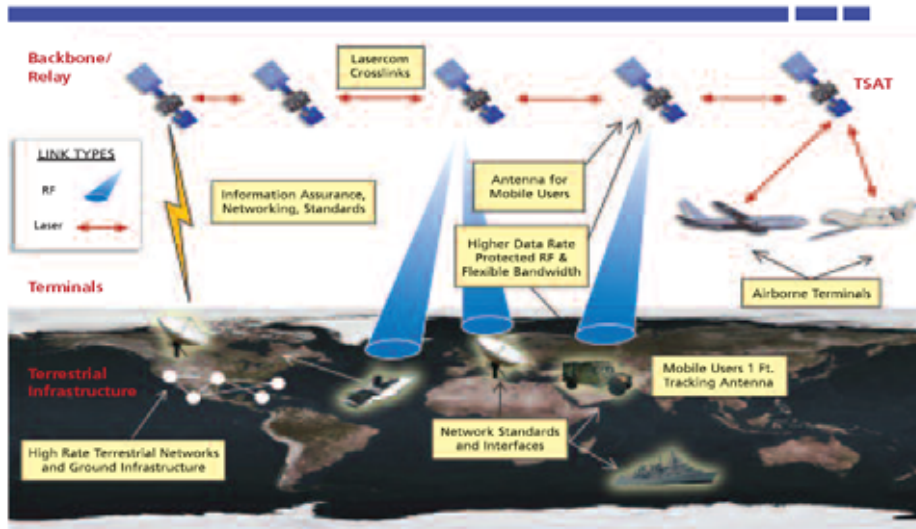 Backbone/
Relay
Lasercom
Crosslinks
TSAT
LINK TYPES
RF
Laser
Information Assurance,
Networking, Standards
Antenna for
Mobile Users
Higher Data Rate
Protected RF &
Flexible Bandwidth
Airborne Terminals
Terminals
Terrestrial
Infrastructure
Mobile Users 1 Ft.
Tracking Antenna
High Rate Terrestrial Networks
and Ground Infrastructure
Network Standards
and Interfaces